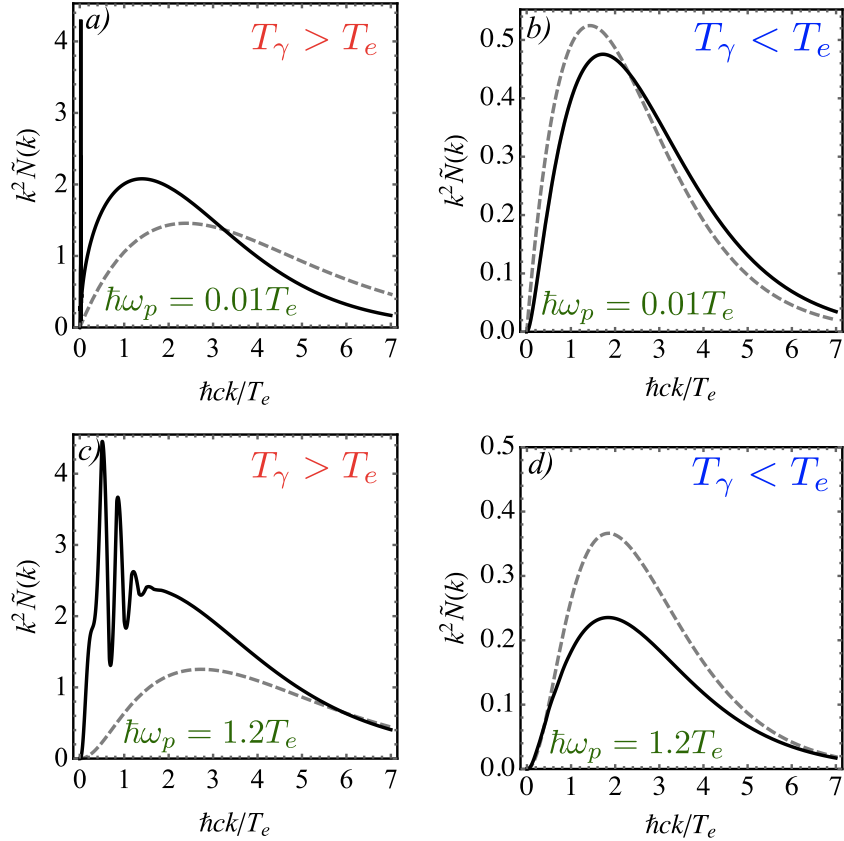 a)
T_γ > T_e
4
3
2
1
0
k²Ñ(k)
ħω_p = 0.01T_e
0 1 2 3 4 5 6 7
ħck/T_e
b)
T_γ < T_e
0.5
0.4
0.3
0.2
0.1
0.0
k²Ñ(k)
ħω_p = 0.01T_e
0 1 2 3 4 5 6 7
ħck/T_e
c)
T_γ > T_e
4
3
2
1
0
k²Ñ(k)
ħω_p = 1.2T_e
0 1 2 3 4 5 6 7
ħck/T_e
d)
T_γ < T_e
0.5
0.4
0.3
0.2
0.1
0.0
k²Ñ(k)
ħω_p = 1.2T_e
0 1 2 3 4 5 6 7
ħck/T_e